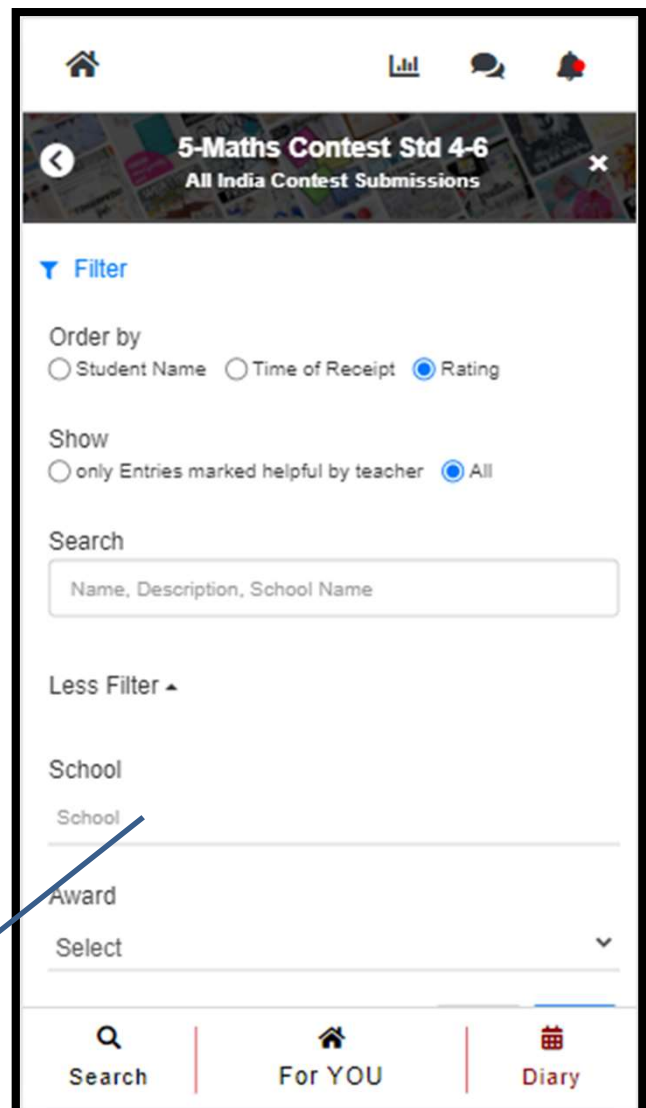 5-Maths Contest Std 4-6
All India Contest Submissions
Filter
Order by
Student Name Time of Receipt Rating
Show
only Entries marked helpful by teacher All
Search
Name, Description, School Name
Less Filter
School
School
Award
Select
Search For YOU Diary